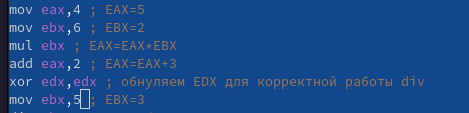 mov eax,4 ; EAX=5
mov edx,6 ; EBX=2
mul ebx ; EAX=EAX*EBX
add eax,2 ; EAX=EAX+3
xor edx,edx ; обнуляем EDX для корректной работы div
mov ebx,5 ; EBX=3